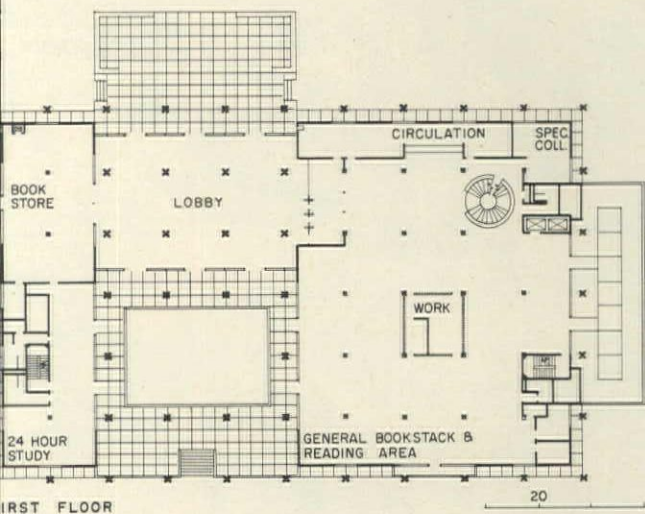 CIRCULATION
SPEC.
COLL.
BOOK
STORE
LOBBY
WORK
24 HOUR
STUDY
GENERAL BOOKSTACK &
READING AREA
IRST FLOOR
20